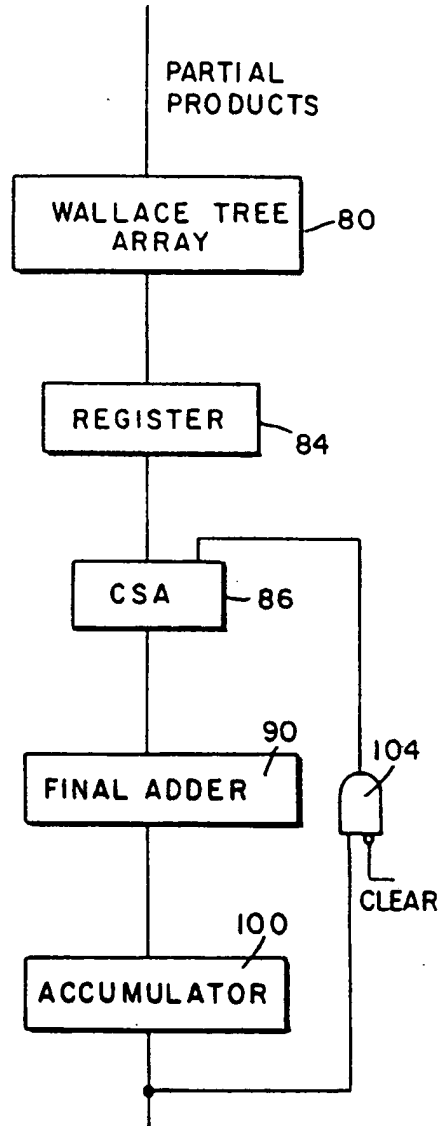 PARTIAL
PRODUCTS
WALLACE TREE
ARRAY
80
REGISTER
84
CSA
86
90
FINAL ADDER
104
CLEAR
100
ACCUMULATOR